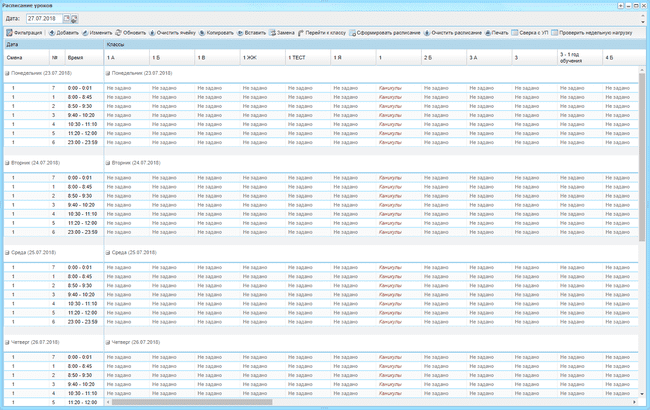 Расписание уроков
Дата: 27.07.2018
Фильтрация Добавить Изменить Обновить Очистить ячейку Копировать Вставить Замена Перейти к классу Сформировать расписание Очистить расписание Печать Сверка с УП Проверить недельную нагрузку
Дата Классы
Смена № Время 1 А 1 Б 1 В 1 ЖК 1 ТЕСТ 1 Я 1 2 Б 3 А 3 3 - 1 год обучения 4 Б
Понедельник (23.07.2018) Понедельник (23.07.2018)
1 7 0:00 - 0:01 Не задано Не задано Не задано Не задано Не задано Не задано Каникулы Не задано Не задано Не задано Не задано Не задано
1 1 8:00 - 8:45 Не задано Не задано Не задано Не задано Не задано Не задано Каникулы Не задано Не задано Не задано Не задано Не задано
1 2 8:50 - 9:30 Не задано Не задано Не задано Не задано Не задано Не задано Каникулы Не задано Не задано Не задано Не задано Не задано
1 3 9:40 - 10:20 Не задано Не задано Не задано Не задано Не задано Не задано Каникулы Не задано Не задано Не задано Не задано Не задано
1 4 10:30 - 11:10 Не задано Не задано Не задано Не задано Не задано Не задано Каникулы Не задано Не задано Не задано Не задано Не задано
1 5 11:20 - 12:00 Не задано Не задано Не задано Не задано Не задано Не задано Каникулы Не задано Не задано Не задано Не задано Не задано
1 6 23:00 - 23:59 Не задано Не задано Не задано Не задано Не задано Не задано Каникулы Не задано Не задано Не задано Не задано Не задано
Вторник (24.07.2018) Вторник (24.07.2018)
1 7 0:00 - 0:01 Не задано Не задано Не задано Не задано Не задано Не задано Каникулы Не задано Не задано Не задано Не задано Не задано
1 1 8:00 - 8:45 Не задано Не задано Не задано Не задано Не задано Не задано Каникулы Не задано Не задано Не задано Не задано Не задано
1 2 8:50 - 9:30 Не задано Не задано Не задано Не задано Не задано Не задано Каникулы Не задано Не задано Не задано Не задано Не задано
1 3 9:40 - 10:20 Не задано Не задано Не задано Не задано Не задано Не задано Каникулы Не задано Не задано Не задано Не задано Не задано
1 4 10:30 - 11:10 Не задано Не задано Не задано Не задано Не задано Не задано Каникулы Не задано Не задано Не задано Не задано Не задано
1 5 11:20 - 12:00 Не задано Не задано Не задано Не задано Не задано Не задано Каникулы Не задано Не задано Не задано Не задано Не задано
1 6 23:00 - 23:59 Не задано Не задано Не задано Не задано Не задано Не задано Каникулы Не задано Не задано Не задано Не задано Не задано
Среда (25.07.2018) Среда (25.07.2018)
1 7 0:00 - 0:01 Не задано Не задано Не задано Не задано Не задано Не задано Каникулы Не задано Не задано Не задано Не задано Не задано
1 1 8:00 - 8:45 Не задано Не задано Не задано Не задано Не задано Не задано Каникулы Не задано Не задано Не задано Не задано Не задано
1 2 8:50 - 9:30 Не задано Не задано Не задано Не задано Не задано Не задано Каникулы Не задано Не задано Не задано Не задано Не задано
1 3 9:40 - 10:20 Не задано Не задано Не задано Не задано Не задано Не задано Каникулы Не задано Не задано Не задано Не задано Не задано
1 4 10:30 - 11:10 Не задано Не задано Не задано Не задано Не задано Не задано Каникулы Не задано Не задано Не задано Не задано Не задано
1 5 11:20 - 12:00 Не задано Не задано Не задано Не задано Не задано Не задано Каникулы Не задано Не задано Не задано Не задано Не задано
1 6 23:00 - 23:59 Не задано Не задано Не задано Не задано Не задано Не задано Каникулы Не задано Не задано Не задано Не задано Не задано
Четверг (26.07.2018) Четверг (26.07.2018)
1 7 0:00 - 0:01 Не задано Не задано Не задано Не задано Не задано Не задано Каникулы Не задано Не задано Не задано Не задано Не задано
1 1 8:00 - 8:45 Не задано Не задано Не задано Не задано Не задано Не задано Каникулы Не задано Не задано Не задано Не задано Не задано
1 2 8:50 - 9:30 Не задано Не задано Не задано Не задано Не задано Не задано Каникулы Не задано Не задано Не задано Не задано Не задано
1 3 9:40 - 10:20 Не задано Не задано Не задано Не задано Не задано Не задано Каникулы Не задано Не задано Не задано Не задано Не задано
1 4 10:30 - 11:10 Не задано Не задано Не задано Не задано Не задано Не задано Каникулы Не задано Не задано Не задано Не задано Не задано
1 5 11:20 - 12:00